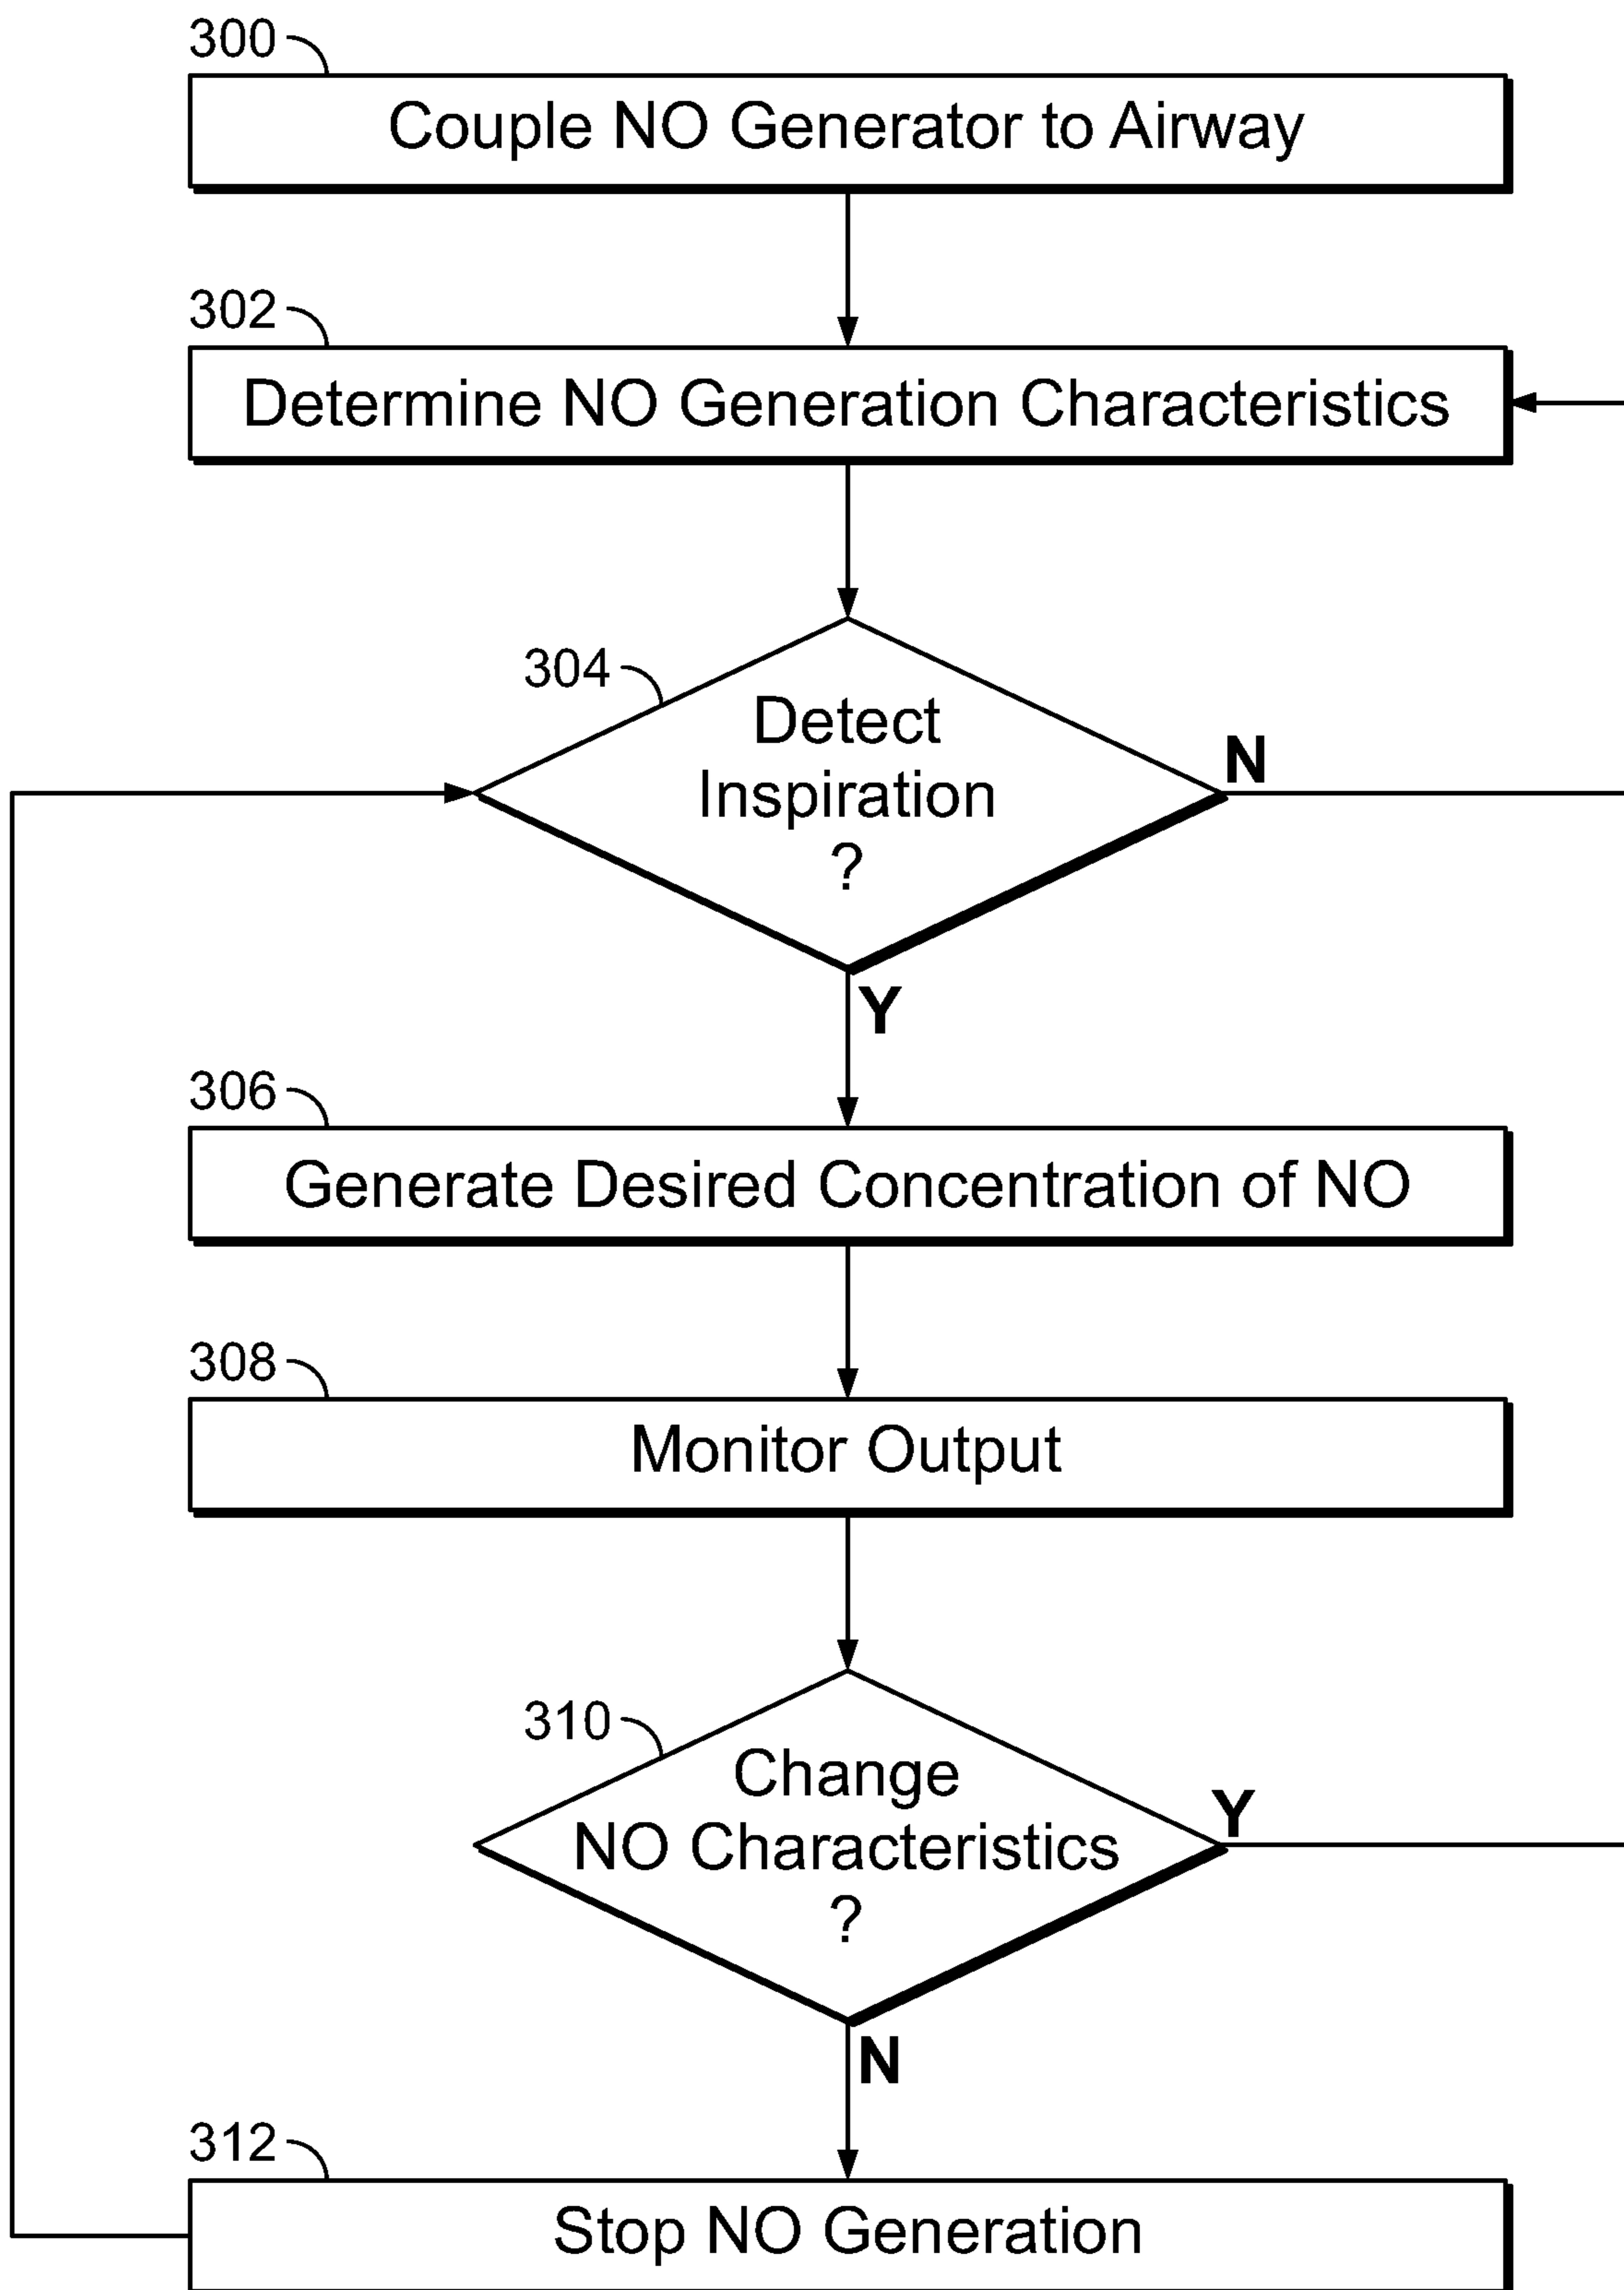 300
Couple NO Generator to Airway
302
Determine NO Generation Characteristics
304
Detect
Inspiration
?
N
Y
306
Generate Desired Concentration of NO
308
Monitor Output
310
Change
NO Characteristics
?
Y
N
312
Stop NO Generation